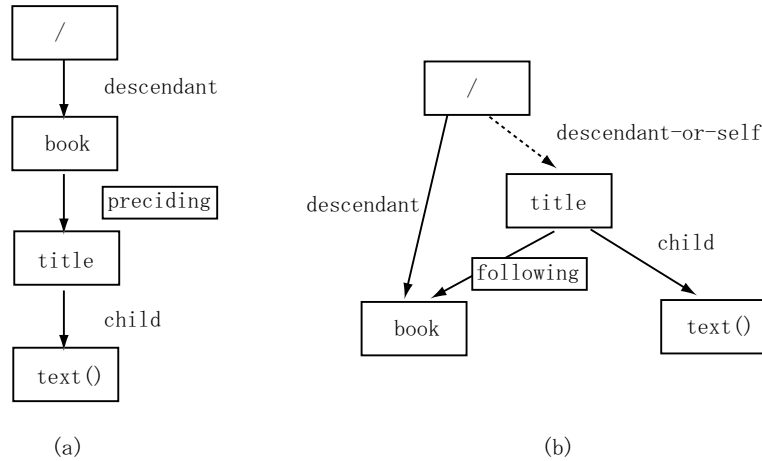 /
descendant
book
preciding
title
child
text()
(a)
/
descendant-or-self
descendant
title
child
following
book
text()
(b)